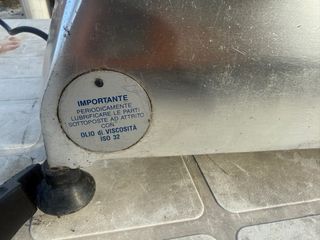 IMPORTANTE
PERIODICAMENTE
LUBRIFICARE LE PARTI
SOTTOPOSTE AD ATTRITO
CON
OLIO di VISCOSITÀ
ISO 32